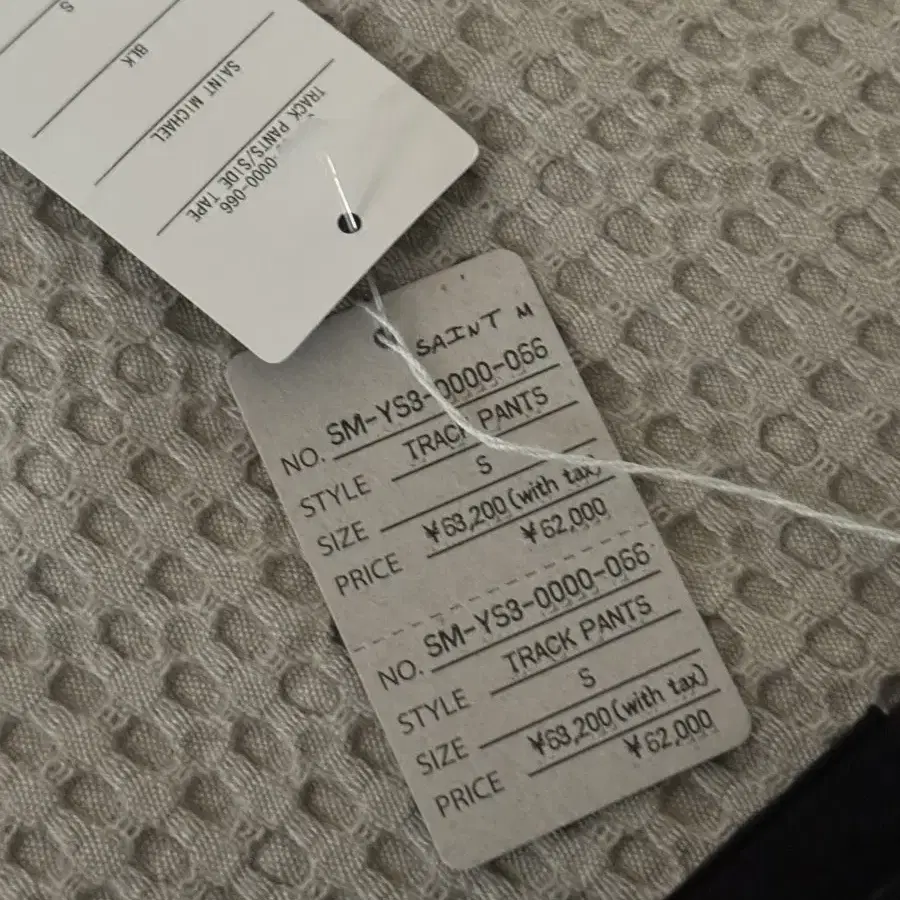 -0000-066
TRACK PANTS/SIDE TAPE
SAINT MICHAEL
BLK
S
SAINT M
NO. SM-YS8-0000-066
STYLE TRACK PANTS
SIZE S
PRICE ¥68,200(with tax)
¥62,000
NO. SM-YS8-0000-066
STYLE TRACK PANTS
SIZE S
PRICE ¥68,200(with tax)
¥62,000